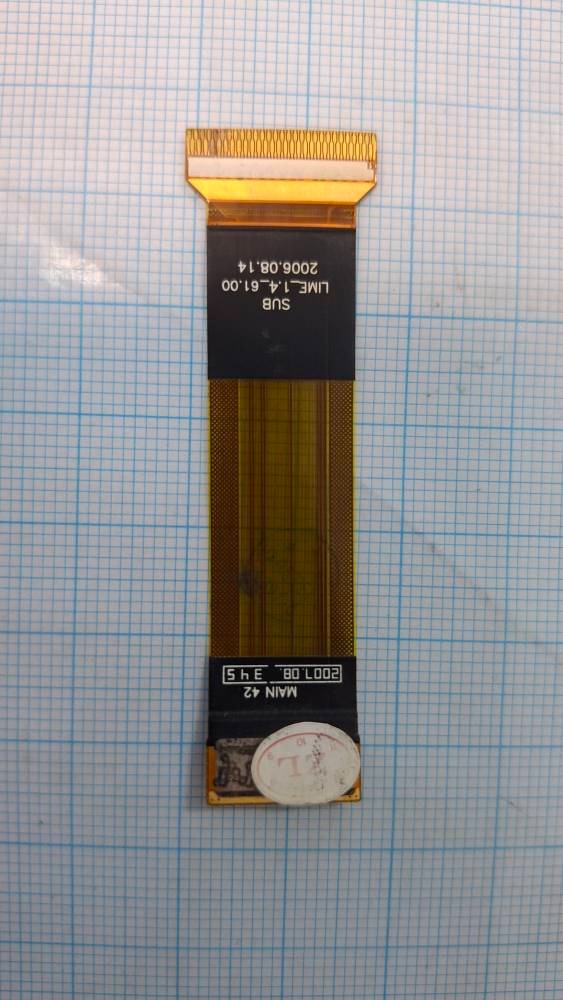 MAIN 42
2007.08. 345
SUB
LIME_1.4_61.00
2006.08.14